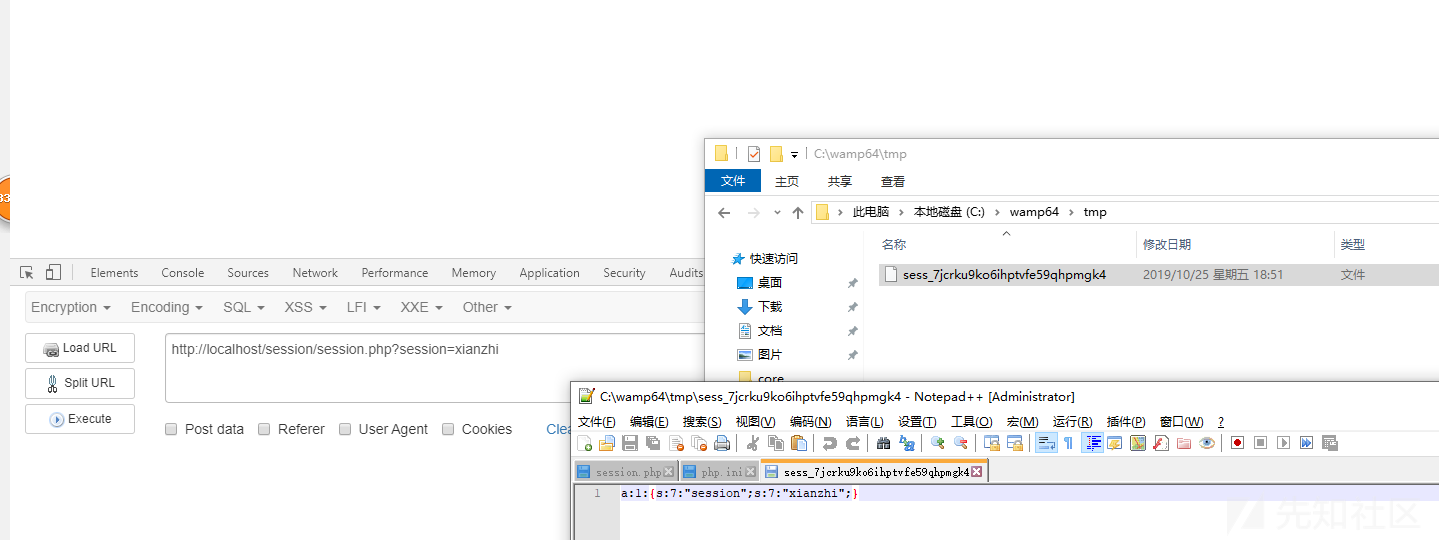 C:\wamp64\tmp
文件 主页 共享 查看
此电脑 本地磁盘 (C:) wamp64 tmp
名称 修改日期 类型
快速访问
sess_7jcrku9ko6ihptvfe59qhpmgk4 2019/10/25 星期五 18:51 文件
桌面
下载
文档
图片
core
33
Elements Console Sources Network Performance Memory Application Security Audits
Encryption Encoding SQL XSS LFI XXE Other
Load URL
http://localhost/session/session.php?session=xianzhi
Split URL
Execute
Post data Referer User Agent Cookies Clea
C:\wamp64\tmp\sess_7jcrku9ko6ihptvfe59qhpmgk4 - Notepad++ [Administrator]
文件(F) 编辑(E) 搜索(S) 视图(V) 编码(N) 语言(L) 设置(T) 工具(O) 宏(M) 运行(R) 插件(P) 窗口(W) ?
session.php php.ini sess_7jcrku9ko6ihptvfe59qhpmgk4
1 a:1:{s:7:"session";s:7:"xianzhi";}
先知社区